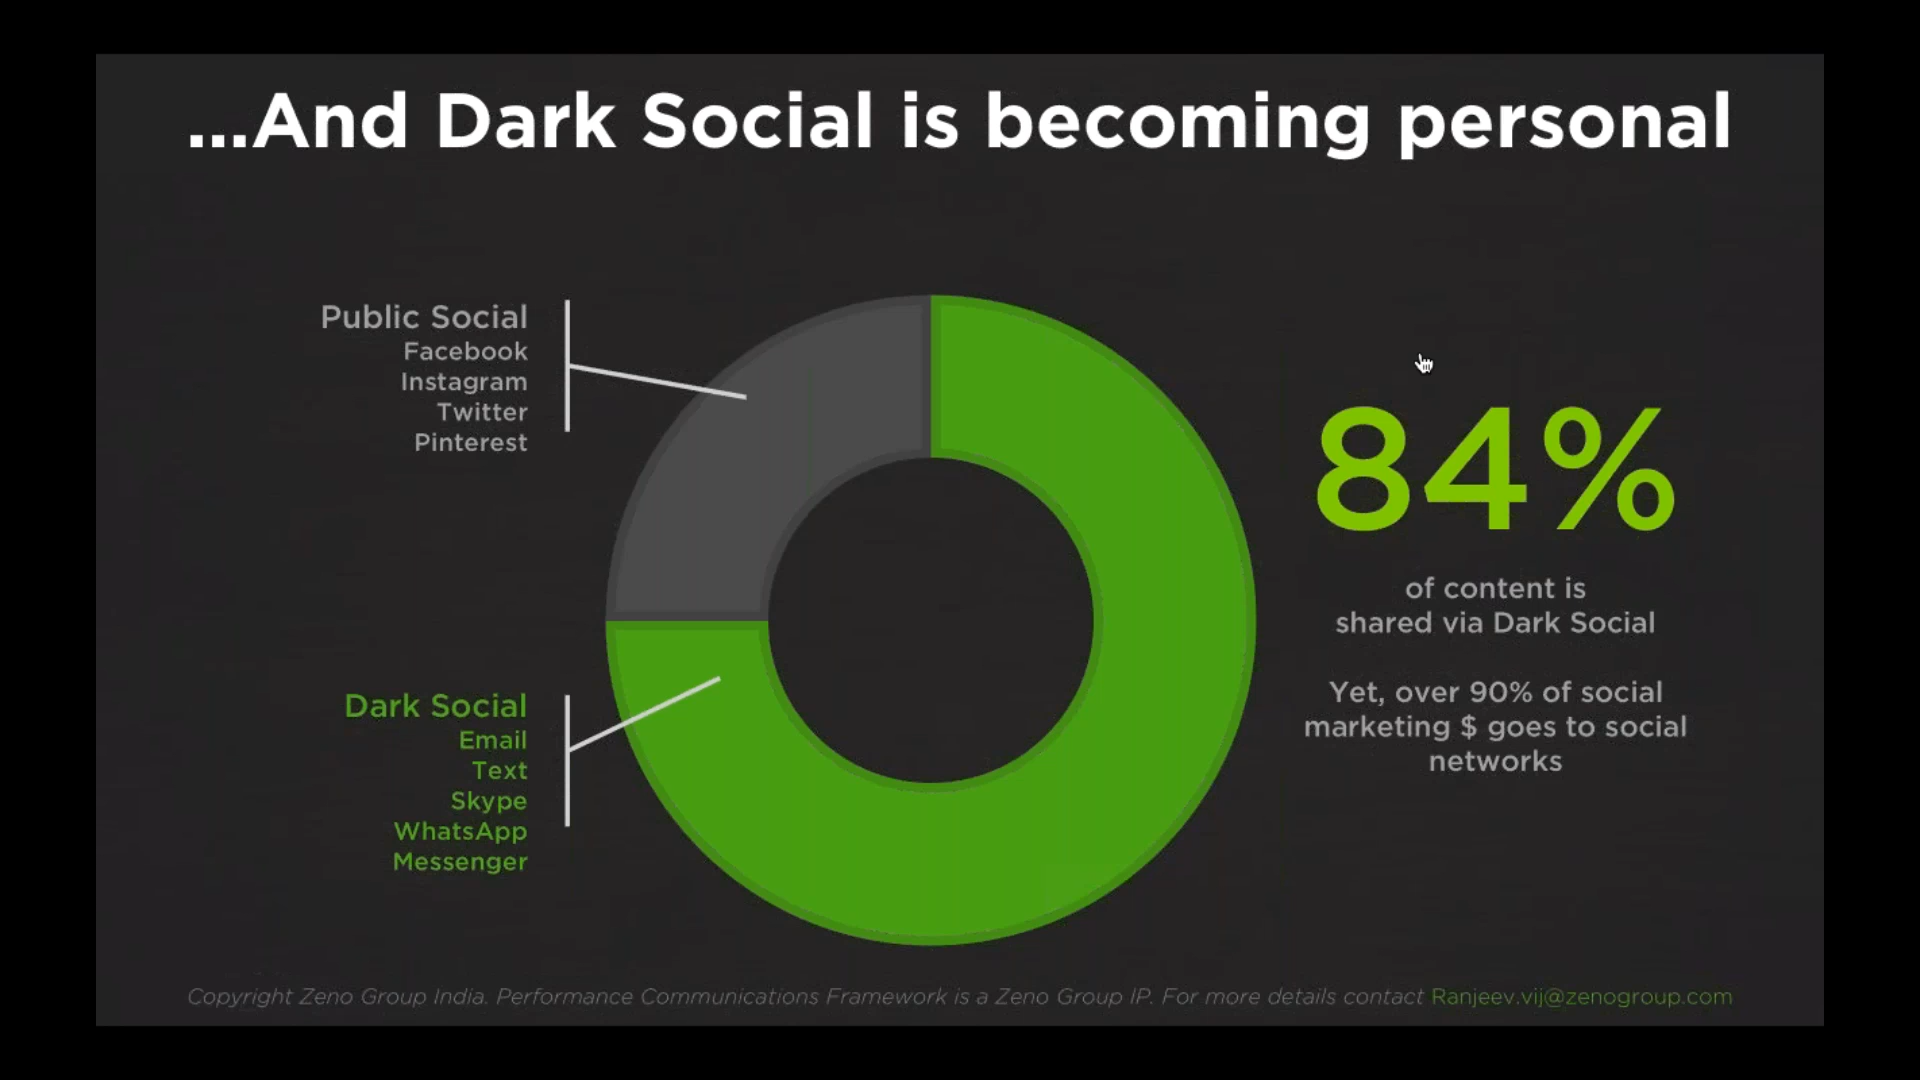 ...And Dark Social is becoming personal
Public Social
Facebook
Instagram
Twitter
Pinterest
Dark Social
Email
Text
Skype
WhatsApp
Messenger
84%
of content is
shared via Dark Social
Yet, over 90% of social
marketing $ goes to social
networks
Copyright Zeno Group India. Performance Communications Framework is a Zeno Group IP. For more details contact Ranjeev.vij@zenogroup.com